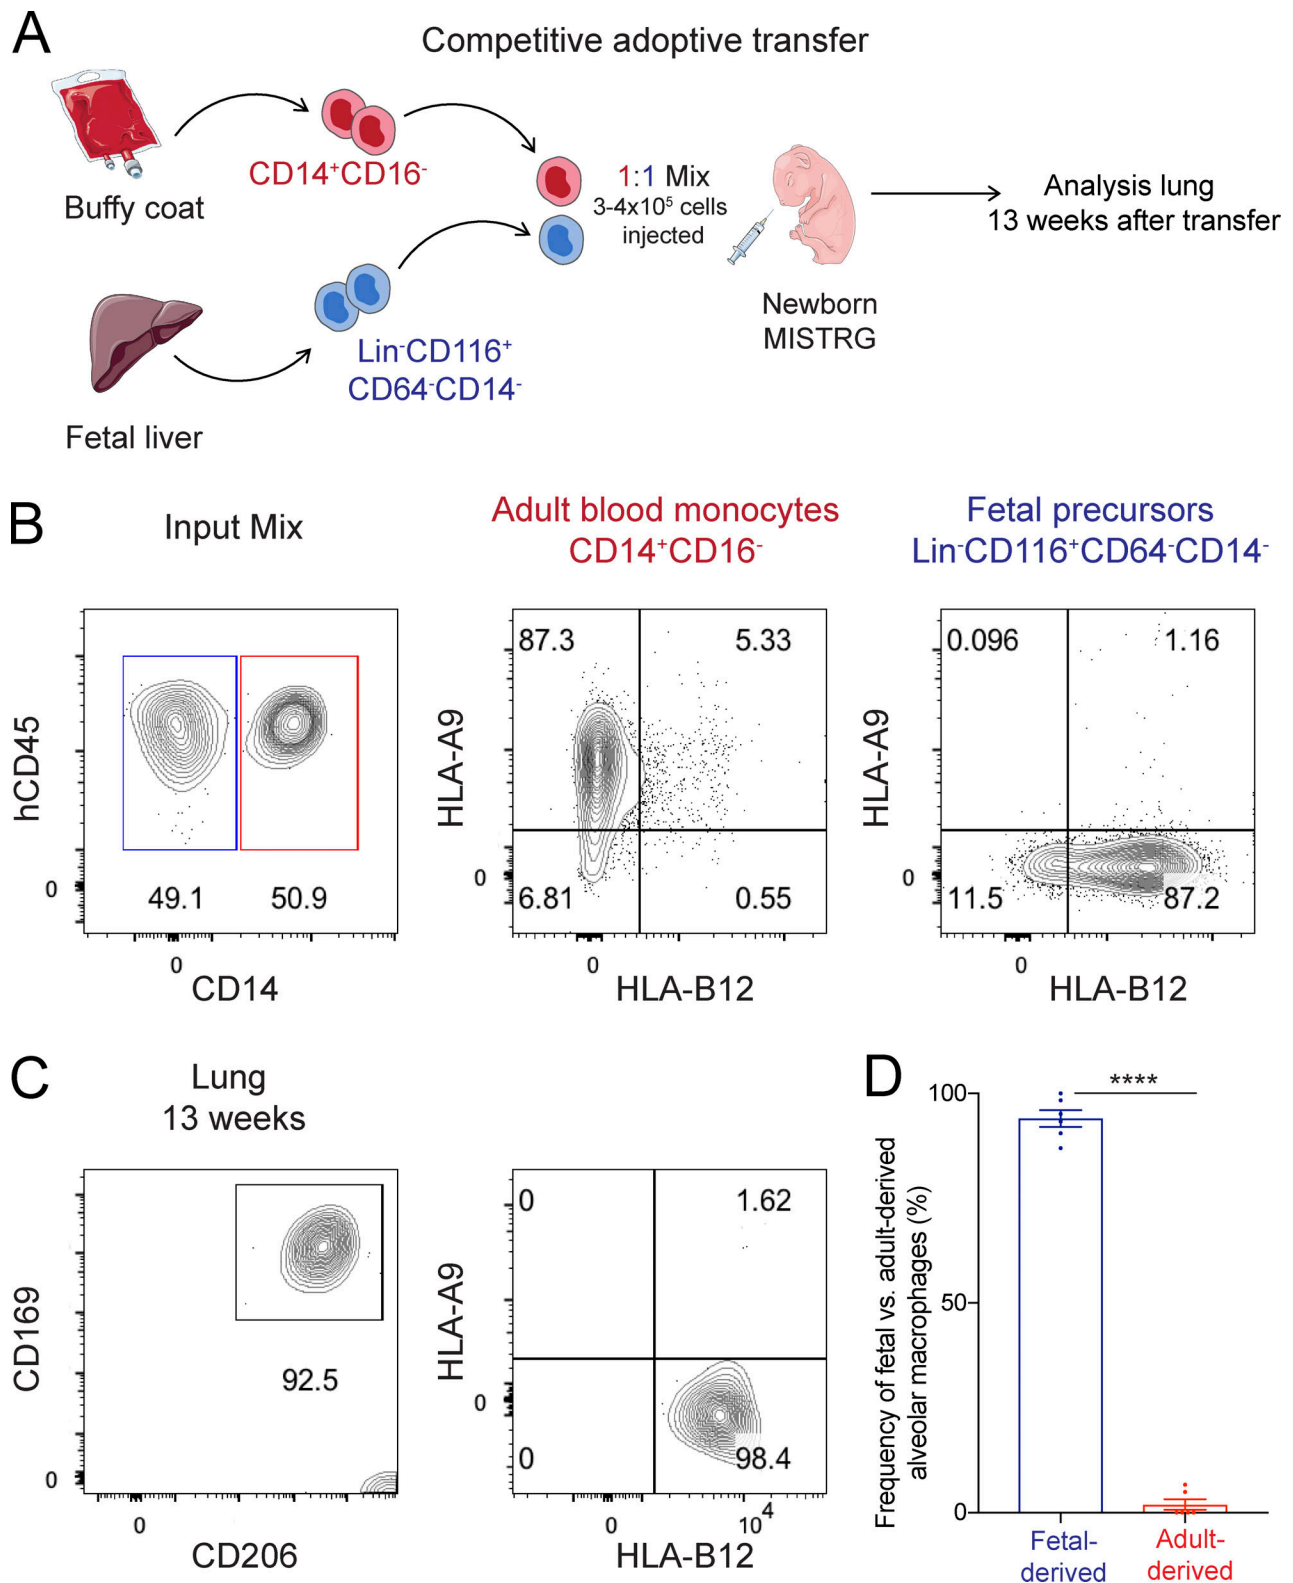 A
Competitive adoptive transfer
Buffy coat
CD14⁺CD16⁻
1:1 Mix
3-4x10⁵ cells
injected
Newborn
MISTRG
Analysis lung
13 weeks after transfer
Fetal liver
Lin⁻CD116⁺
CD64⁻CD14⁻
B
Input Mix
hCD45
0
49.1
50.9
0
CD14
Adult blood monocytes
CD14⁺CD16⁻
HLA-A9
87.3
5.33
0
6.81
0.55
0
HLA-B12
Fetal precursors
Lin⁻CD116⁺CD64⁻CD14⁻
HLA-A9
0.096
1.16
0
11.5
87.2
0
HLA-B12
C
Lung
13 weeks
CD169
92.5
0
0
CD206
HLA-A9
0
1.62
0
0
98.4
0
10⁴
HLA-B12
D
Frequency of fetal vs. adult-derived
alveolar macrophages (%)
100
50
0
****
Fetal-
derived
Adult-
derived